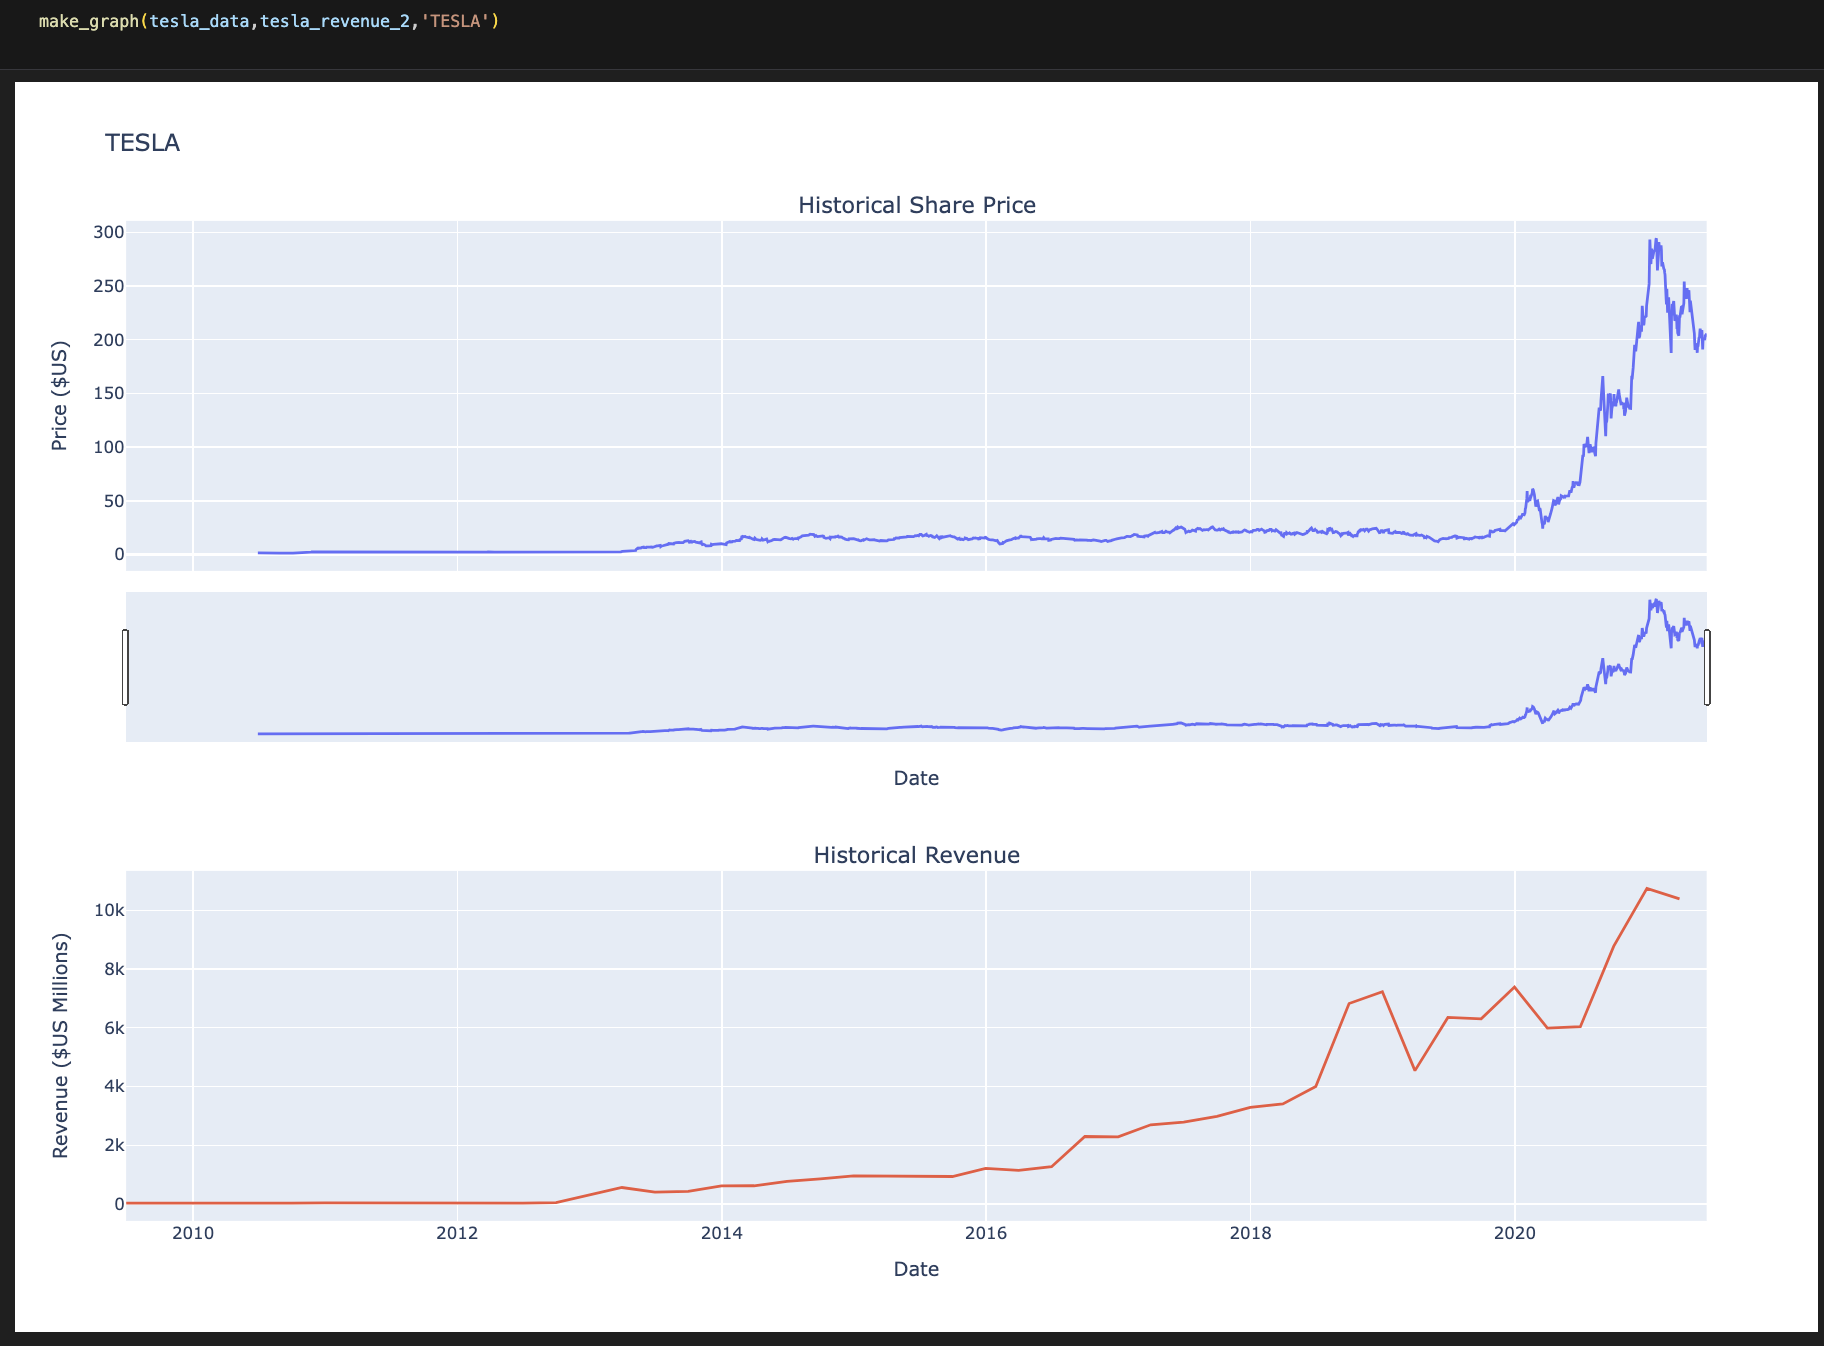 make_graph(tesla_data,tesla_revenue_2,'TESLA')
TESLA
Historical Share Price
300
250
200
150
100
50
0
Price ($US)
Date
Historical Revenue
10k
8k
6k
4k
2k
0
Revenue ($US Millions)
2010 2012 2014 2016 2018 2020
Date